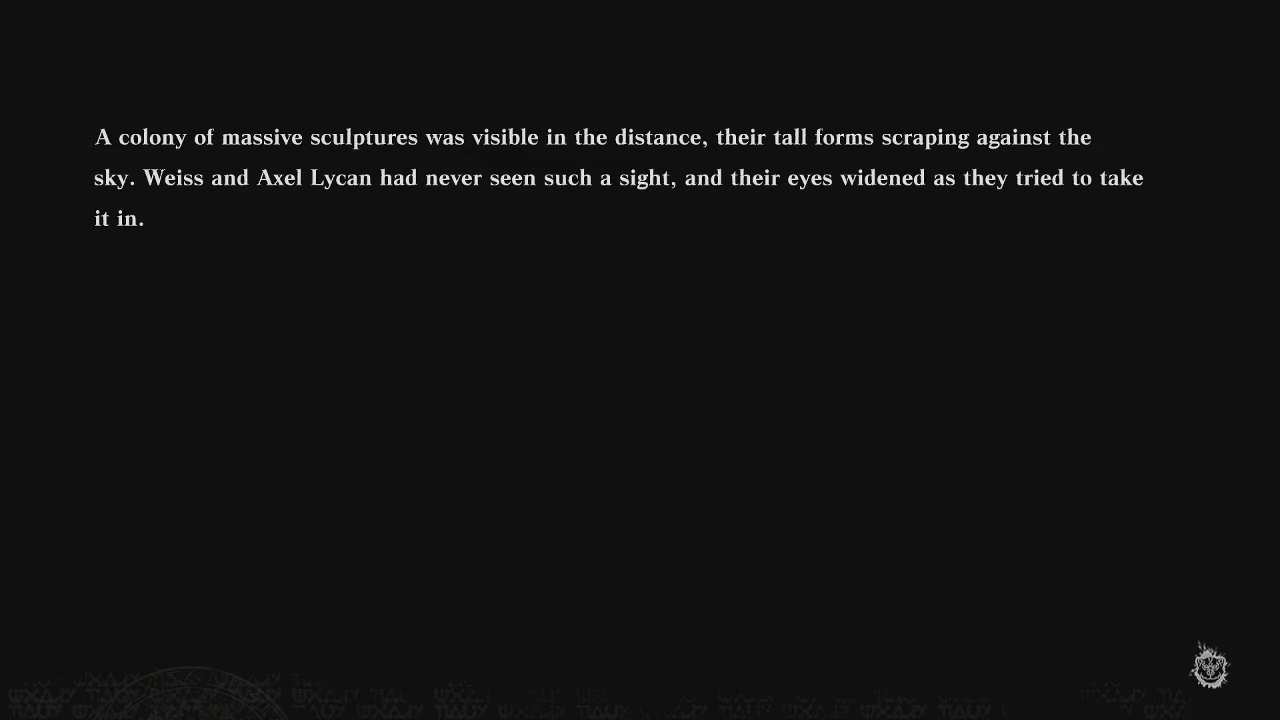 A colony of massive sculptures was visible in the distance, their tall forms scraping against the
sky. Weiss and Axel Lycan had never seen such a sight, and their eyes widened as they tried to take
it in.